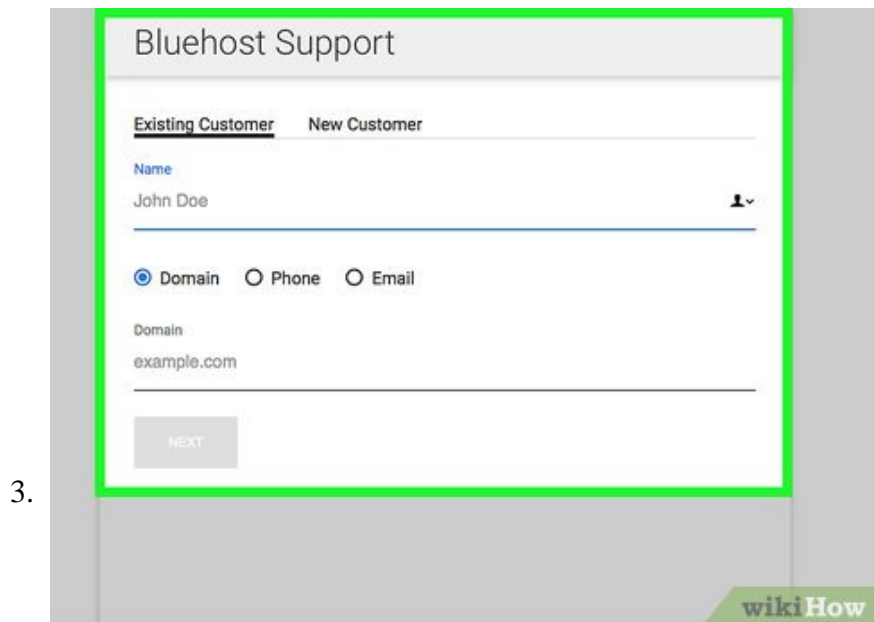 Bluehost Support
Existing Customer New Customer
Name
John Doe
Domain Phone Email
Domain
example.com
NEXT
3.
wikiHow